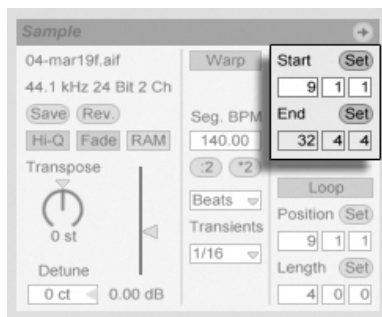 Sample
04-mar19f.aif
44.1 kHz 24 Bit 2 Ch
Save Rev.
Hi-Q Fade RAM
Transpose
0 st
Detune
0 ct 0.00 dB
Warp
Seg. BPM
140.00
:2 *2
Beats
Transients
1/16
Start Set
9 1 1
End Set
32 4 4
Loop
Position Set
9 1 1
Length Set
4 0 0